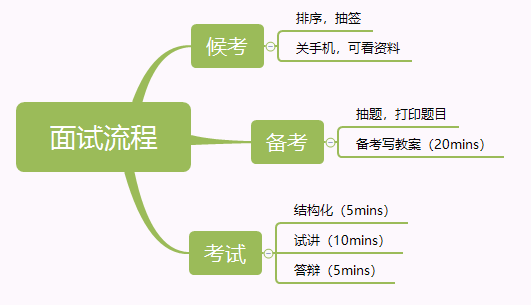 面试流程
候考
排序，抽签
关手机，可看资料
备考
抽题，打印题目
备考写教案（20mins）
考试
结构化（5mins）
试讲（10mins）
答辩（5mins）